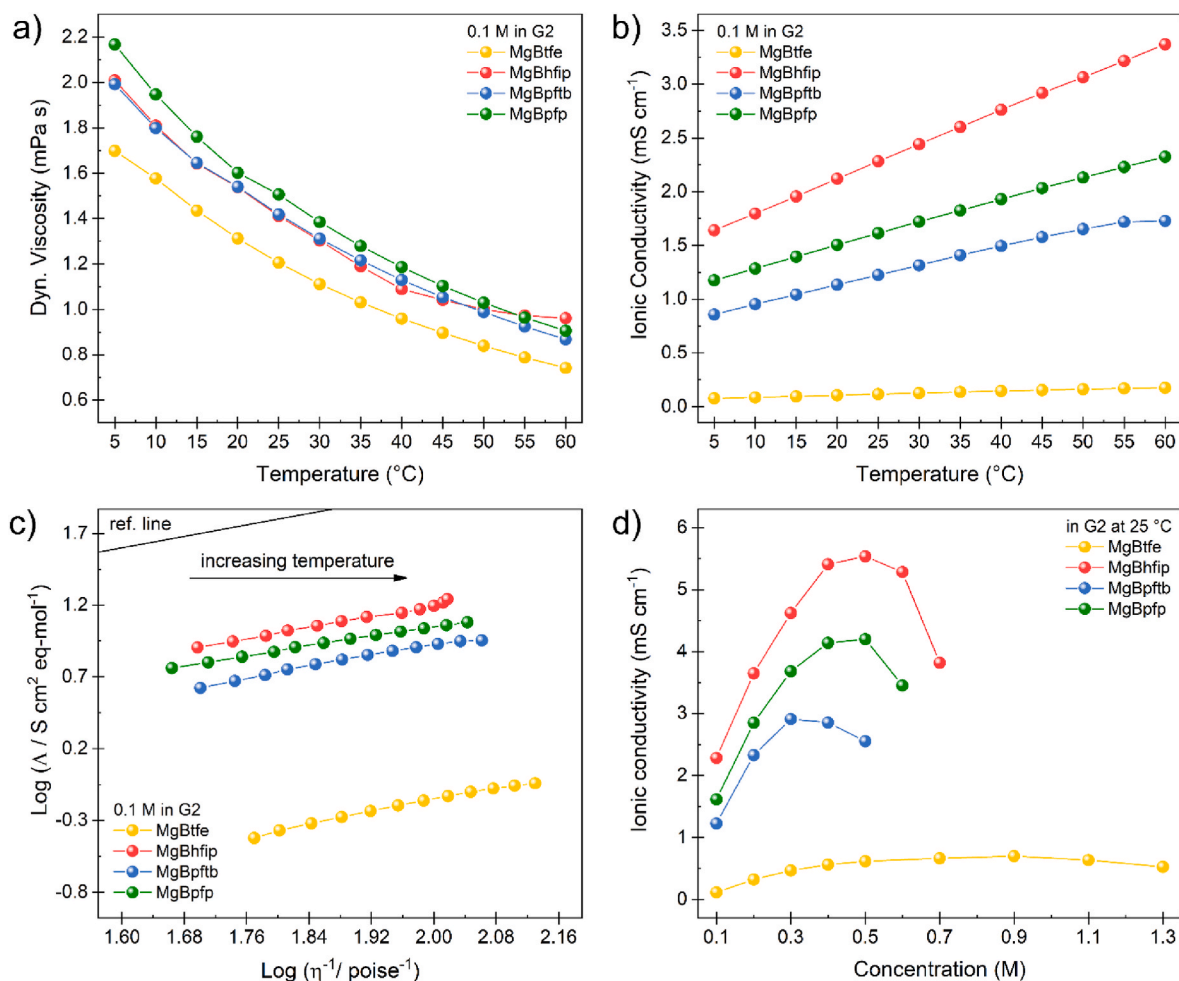 a)
0.1 M in G2
MgBtfe
MgBhfip
MgBpftb
MgBpfp
Dyn. Viscosity (mPa s)
2.2
2.0
1.8
1.6
1.4
1.2
1.0
0.8
0.6
5 10 15 20 25 30 35 40 45 50 55 60
Temperature (°C)
b)
0.1 M in G2
MgBtfe
MgBhfip
MgBpftb
MgBpfp
Ionic Conductivity (mS cm⁻¹)
3.5
3.0
2.5
2.0
1.5
1.0
0.5
0.0
5 10 15 20 25 30 35 40 45 50 55 60
Temperature (°C)
c)
ref. line
increasing temperature
Log (Λ / S cm² eq-mol⁻¹)
1.7
1.2
0.7
0.2
-0.3
-0.8
0.1 M in G2
MgBtfe
MgBhfip
MgBpftb
MgBpfp
1.60 1.68 1.76 1.84 1.92 2.00 2.08 2.16
Log (η⁻¹/ poise⁻¹)
d)
in G2 at 25 °C
MgBtfe
MgBhfip
MgBpftb
MgBpfp
Ionic conductivity (mS cm⁻¹)
6
5
4
3
2
1
0
0.1 0.3 0.5 0.7 0.9 1.1 1.3
Concentration (M)